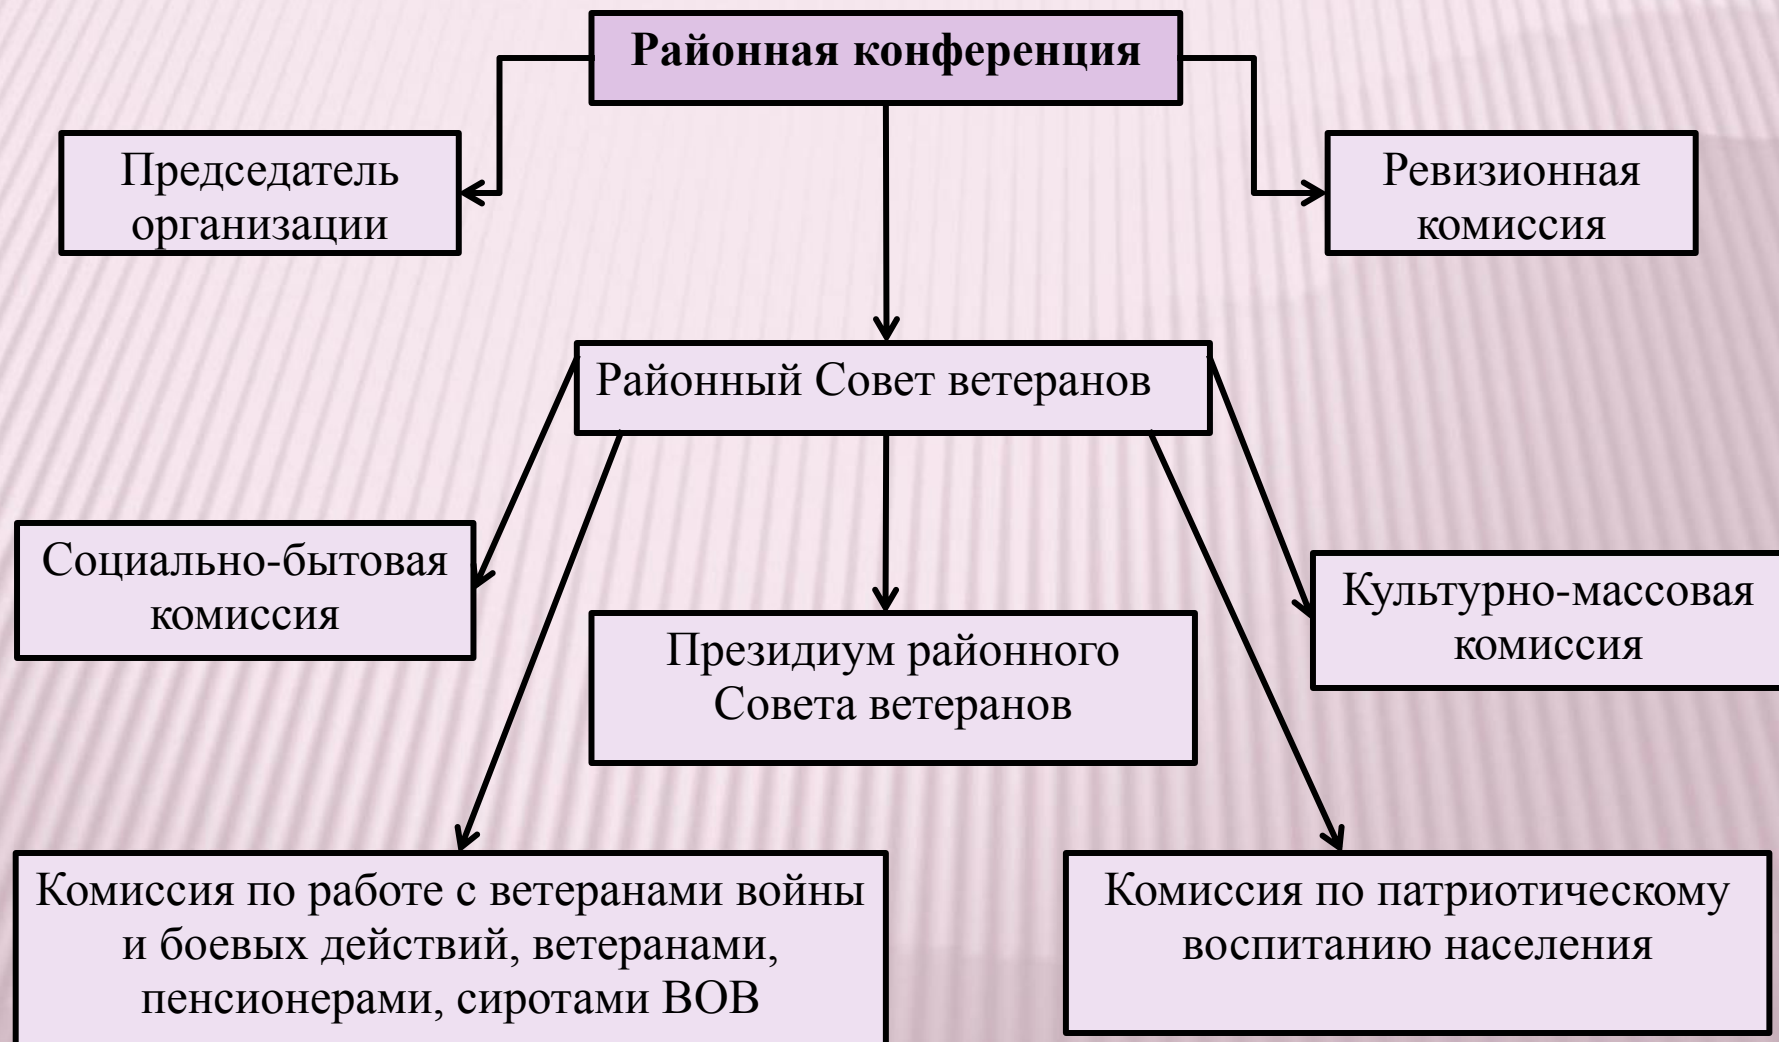 Районная конференция
Председатель
организации
Ревизионная
комиссия
Районный Совет ветеранов
Социально-бытовая
комиссия
Культурно-массовая
комиссия
Президиум районного
Совета ветеранов
Комиссия по работе с ветеранами войны
и боевых действий, ветеранами,
пенсионерами, сиротами ВОВ
Комиссия по патриотическому
воспитанию населения